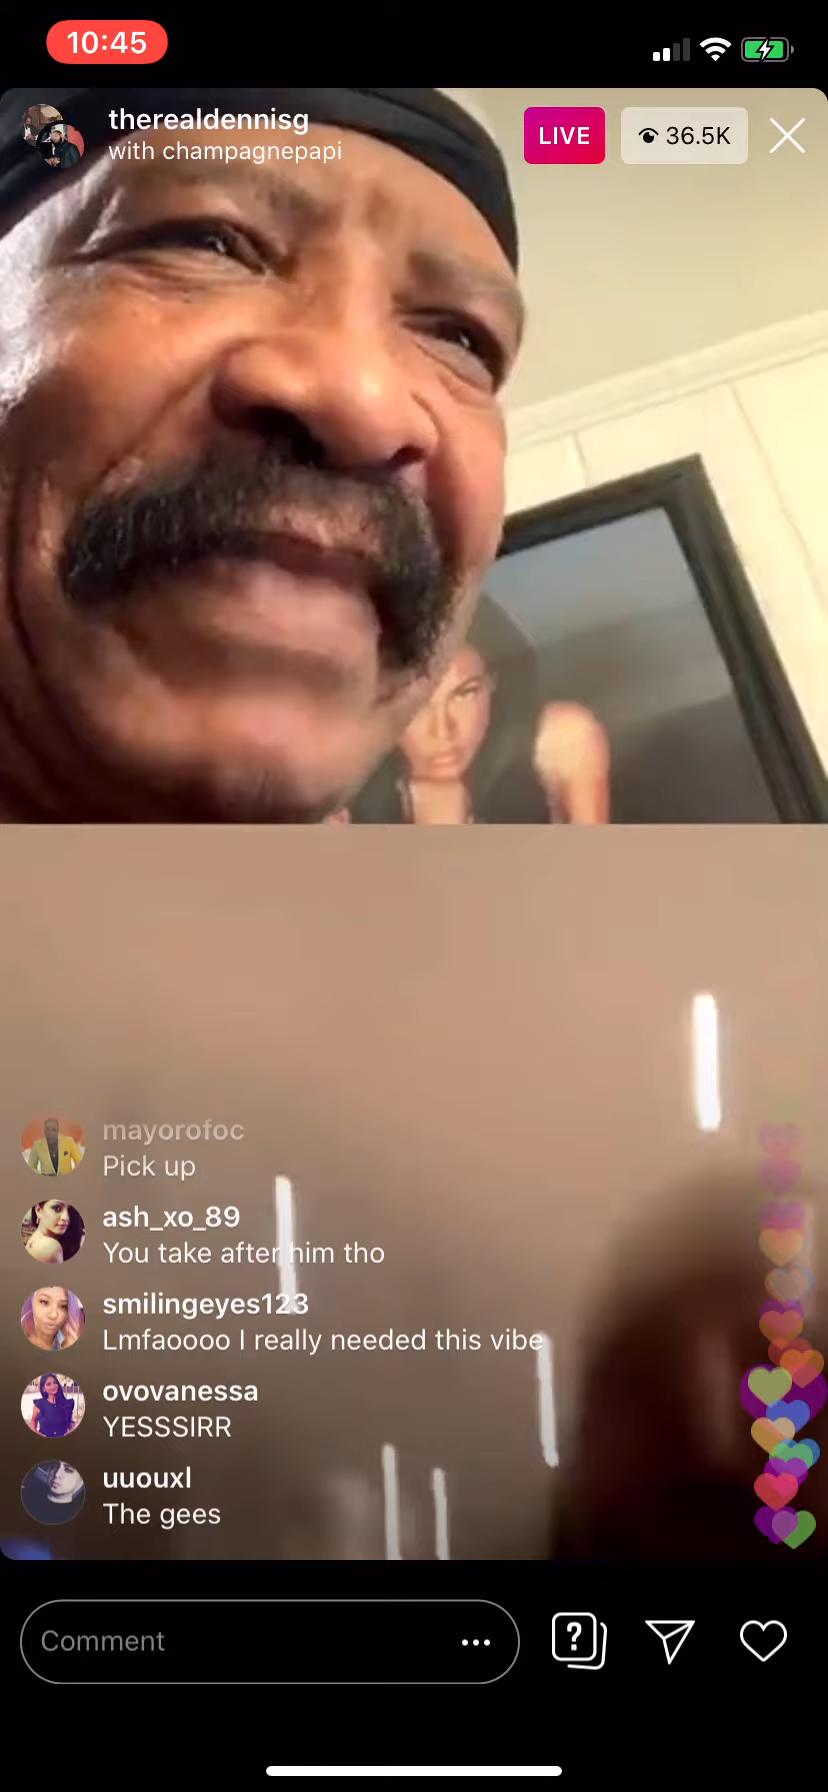 10:45
therealdennisg
with champagnepapi
LIVE
36.5K
mayorofoc
Pick up
ash_xo_89
You take after him tho
smilingeyes123
Lmfaoooo I really needed this vibe
ovovanessa
YESSSIRR
uuouxl
The gees
Comment